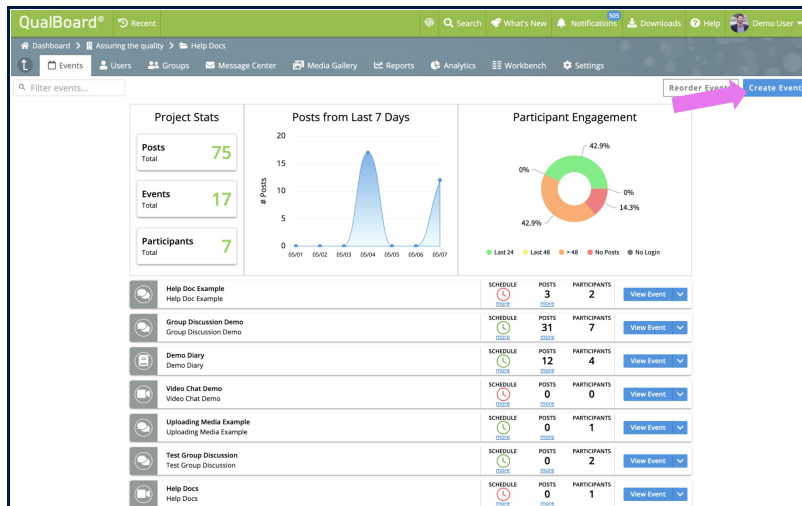 QualBoard® Recent Search What's New Notifications 505 Downloads Help Demo User
Dashboard Assuring the quality Help Docs
Events Users Groups Message Center Media Gallery Reports Analytics Workbench Settings
Filter events...
Create Event
Project Stats
Posts
Total
75
Events
Total
17
Participants
Total
7
Posts from Last 7 Days
# Posts
20
15
10
5
0
05/01 05/02 05/03 05/04 05/05 05/06 05/07
Participant Engagement
42.9%
0%
0%
14.3%
42.9%
Last 24 Last 48 > 48 No Posts No Login
Help Doc Example
Help Doc Example
SCHEDULE POSTS PARTICIPANTS
3 2 View Event
more more
Group Discussion Demo
Group Discussion Demo
SCHEDULE POSTS PARTICIPANTS
31 7 View Event
more more
Demo Diary
Demo Diary
SCHEDULE POSTS PARTICIPANTS
12 4 View Event
more more
Video Chat Demo
Video Chat Demo
SCHEDULE POSTS PARTICIPANTS
0 0 View Event
more more
Uploading Media Example
Uploading Media Example
SCHEDULE POSTS PARTICIPANTS
0 1 View Event
more more
Test Group Discussion
Test Group Discussion
SCHEDULE POSTS PARTICIPANTS
0 2 View Event
more more
Help Docs
Help Docs
SCHEDULE POSTS PARTICIPANTS
0 1 View Event
more more